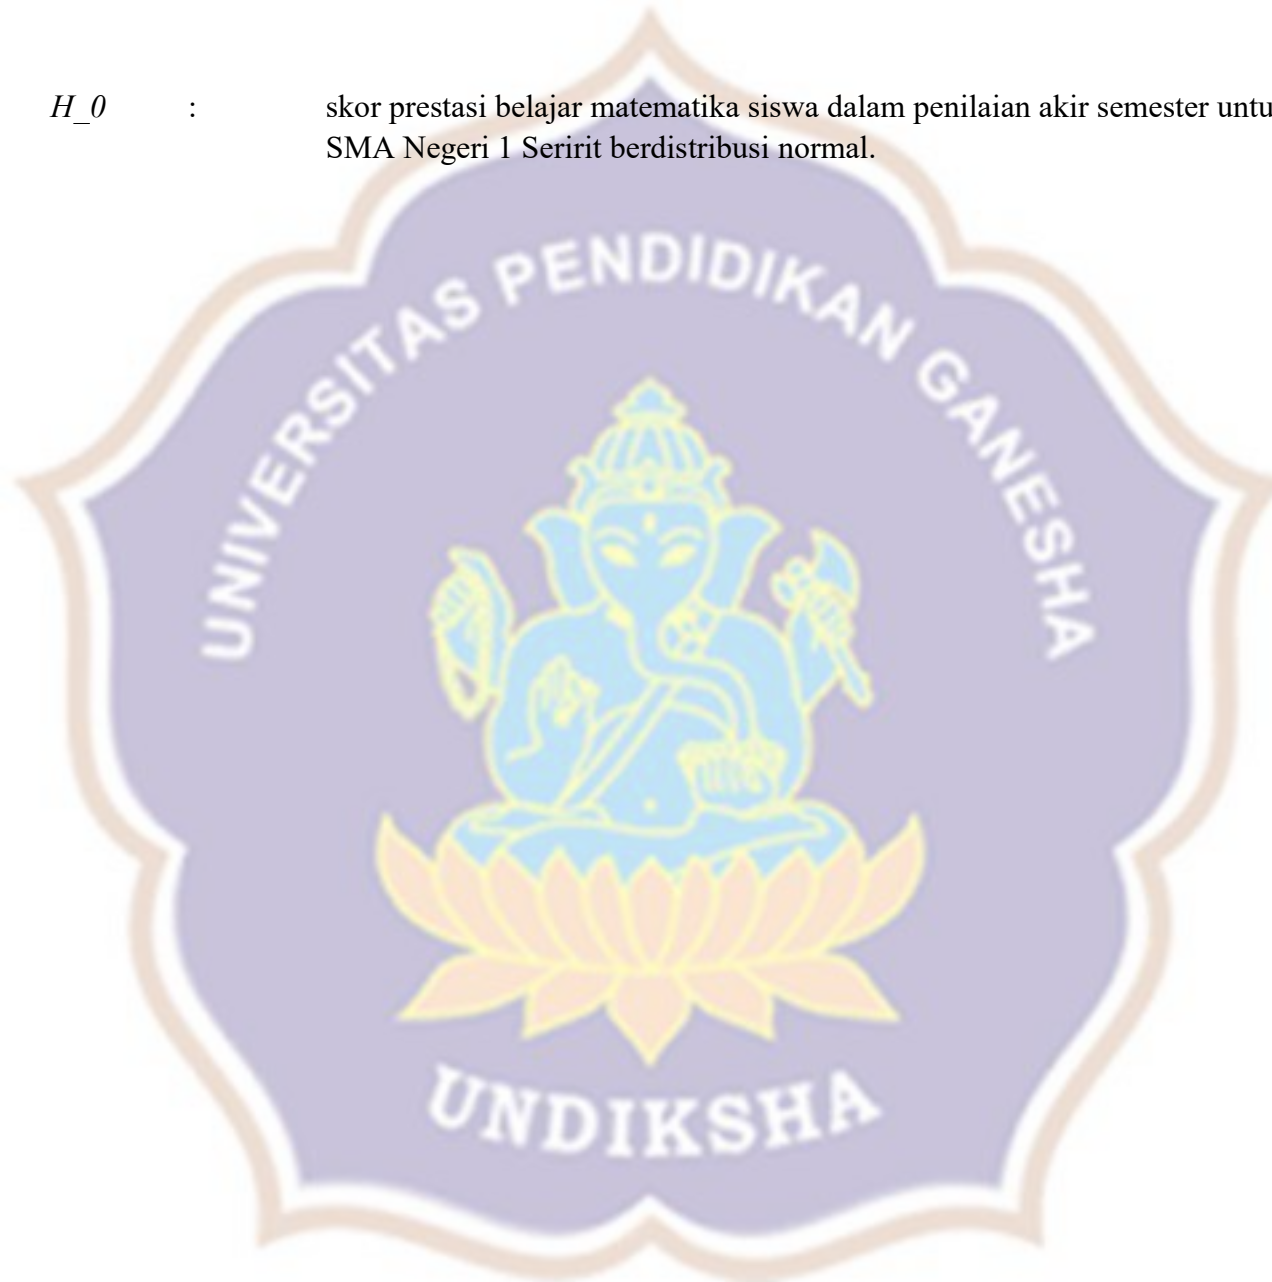 H_0 : skor prestasi belajar matematika siswa dalam penilaian akir semester untu
SMA Negeri 1 Seririt berdistribusi normal.
UNIVERSITAS PENDIDIKAN GANESHA
UNDIKSHA